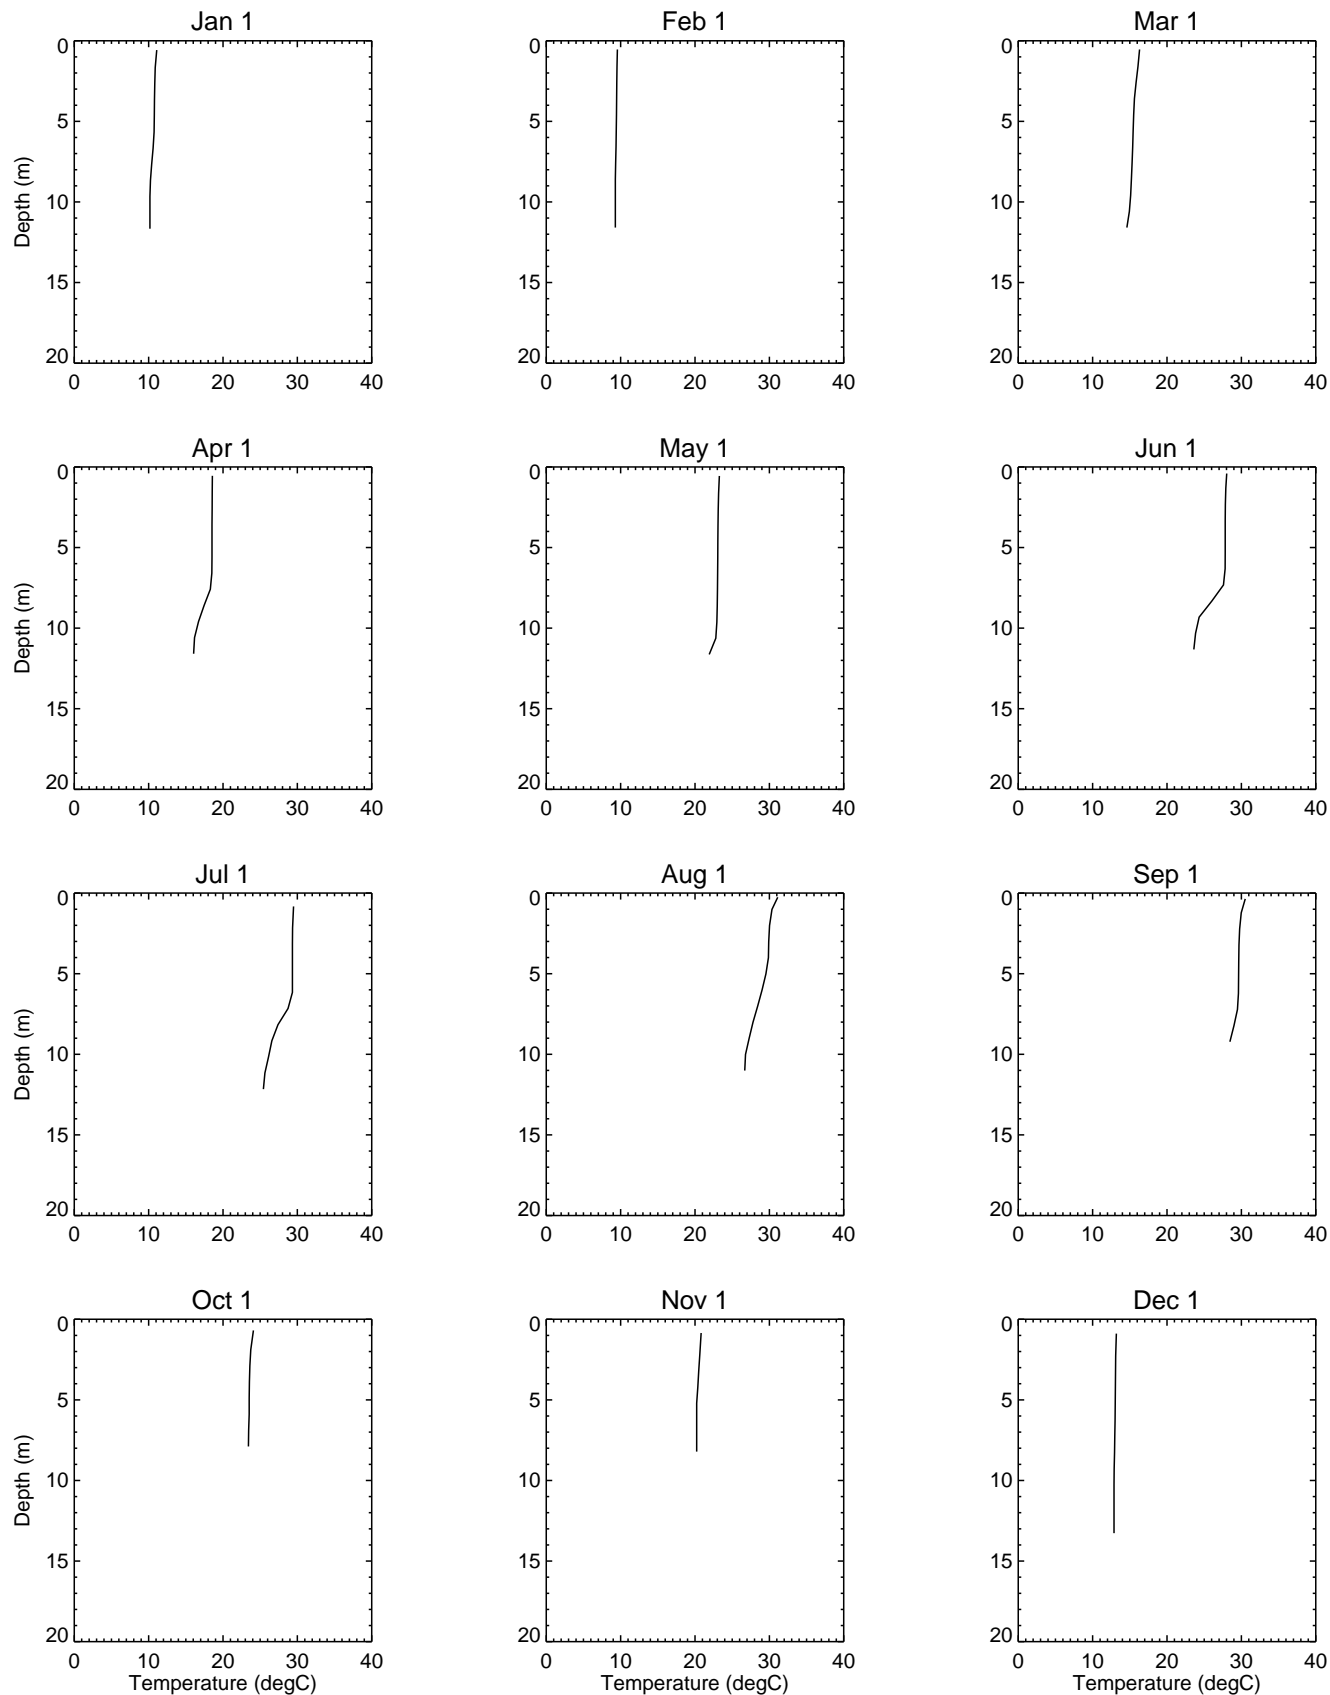 Jan 1 Feb 1 Mar 1
0 0 0
5 5 5
10 10 10
15 15 15
20 20 20
Depth (m)
0 10 20 30 40 0 10 20 30 40 0 10 20 30 40
Apr 1 May 1 Jun 1
0 0 0
5 5 5
10 10 10
15 15 15
20 20 20
Depth (m)
0 10 20 30 40 0 10 20 30 40 0 10 20 30 40
Jul 1 Aug 1 Sep 1
0 0 0
5 5 5
10 10 10
15 15 15
20 20 20
Depth (m)
0 10 20 30 40 0 10 20 30 40 0 10 20 30 40
Oct 1 Nov 1 Dec 1
0 0 0
5 5 5
10 10 10
15 15 15
20 20 20
Depth (m)
0 10 20 30 40 0 10 20 30 40 0 10 20 30 40
Temperature (degC) Temperature (degC) Temperature (degC)